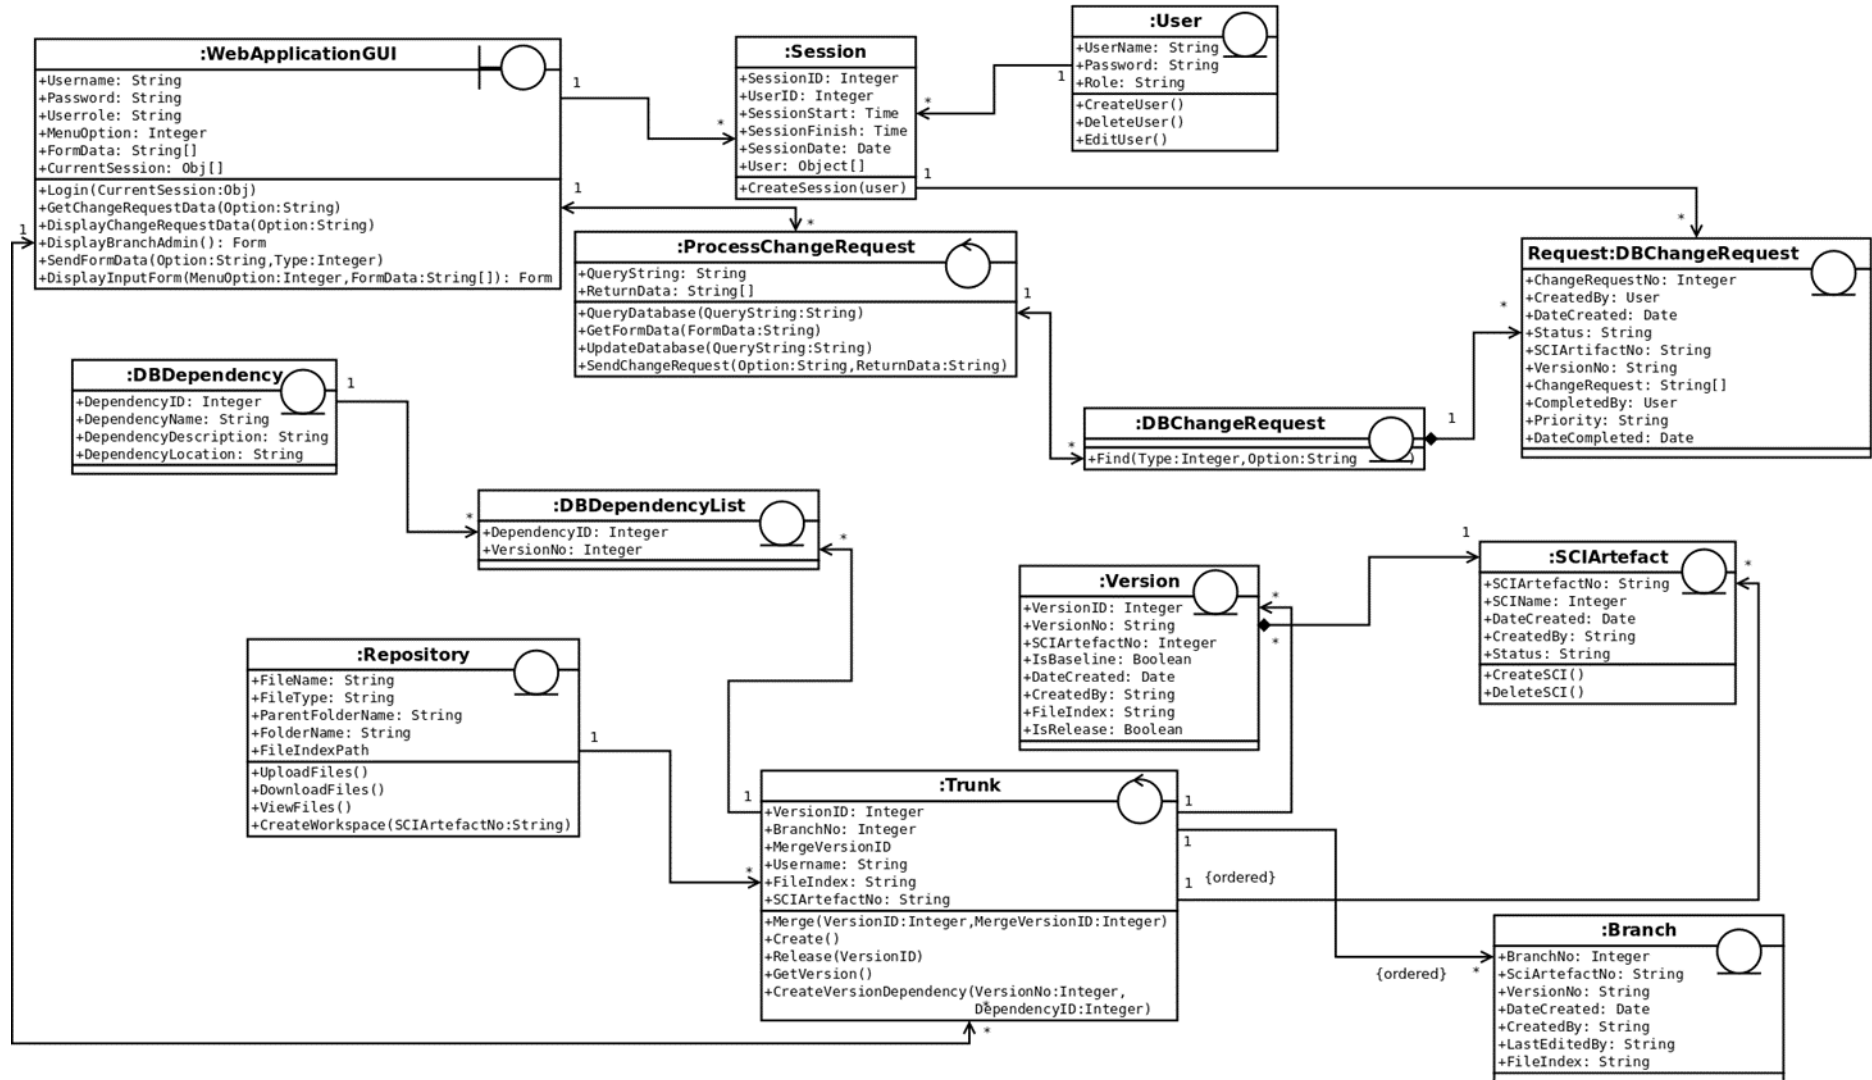 :WebApplicationGUI
+Username: String
+Password: String
+Userrole: String
+MenuOption: Integer
+FormData: String[]
+CurrentSession: Obj[]
+Login(CurrentSession:Obj)
+GetChangeRequestData(Option:String)
+DisplayChangeRequestData(Option:String)
+DisplayBranchAdmin(): Form
+SendFormData(Option:String,Type:Integer)
+DisplayInputForm(MenuOption:Integer,FormData:String[]): Form
1
*
1
*
1
:Session
+SessionID: Integer
+UserID: Integer
+SessionStart: Time
+SessionFinish: Time
+SessionDate: Date
+User: Object[]
+CreateSession(user)
*
1
1
*
:User
+UserName: String
+Password: String
+Role: String
+CreateUser()
+DeleteUser()
+EditUser()
:ProcessChangeRequest
+QueryString: String
+ReturnData: String[]
+QueryDatabase(QueryString:String)
+GetFormData(FormData:String)
+UpdateDatabase(QueryString:String)
+SendChangeRequest(Option:String,ReturnData:String)
1
*
Request:DBChangeRequest
+ChangeRequestNo: Integer
+CreatedBy: User
+DateCreated: Date
+Status: String
+SCIArtifactNo: String
+VersionNo: String
+ChangeRequest: String[]
+CompletedBy: User
+Priority: String
+DateCompleted: Date
*
1
:DBChangeRequest
+Find(Type:Integer,Option:String )
:DBDependency
+DependencyID: Integer
+DependencyName: String
+DependencyDescription: String
+DependencyLocation: String
1
*
:DBDependencyList
+DependencyID: Integer
+VersionNo: Integer
*
:Version
+VersionID: Integer
+VersionNo: String
+SCIArtefactNo: Integer
+IsBaseline: Boolean
+DateCreated: Date
+CreatedBy: String
+FileIndex: String
+IsRelease: Boolean
*
*
1
:SCIArtefact
+SCIArtefactNo: String
+SCIName: Integer
+DateCreated: Date
+CreatedBy: String
+Status: String
+CreateSCI()
+DeleteSCI()
*
:Repository
+FileName: String
+FileType: String
+ParentFolderName: String
+FolderName: String
+FileIndexPath
+UploadFiles()
+DownloadFiles()
+ViewFiles()
+CreateWorkspace(SCIArtefactNo:String)
1
*
1
:Trunk
+VersionID: Integer
+BranchNo: Integer
+MergeVersionID
+Username: String
+FileIndex: String
+SCIArtefactNo: String
+Merge(VersionID:Integer,MergeVersionID:Integer)
+Create()
+Release(VersionID)
+GetVersion()
+CreateVersionDependency(VersionNo:Integer,
DependencyID:Integer)
*
*
1
1
1
{ordered}
{ordered}
*
:Branch
+BranchNo: Integer
+SciArtefactNo: String
+VersionNo: String
+DateCreated: Date
+CreatedBy: String
+LastEditedBy: String
+FileIndex: String